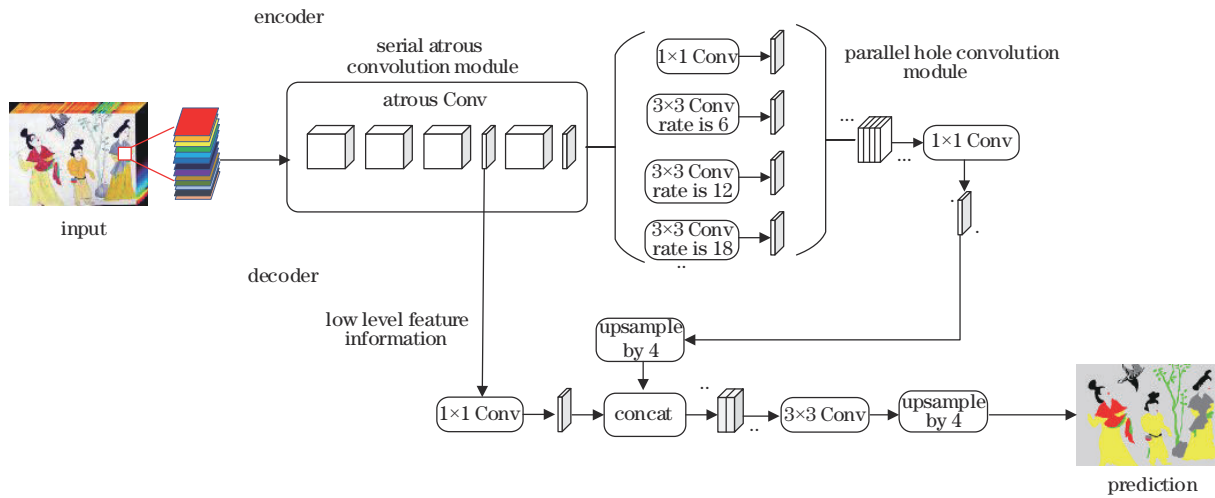 encoder
serial atrous
convolution module
atrous Conv
input
1×1 Conv
3×3 Conv
rate is 6
3×3 Conv
rate is 12
3×3 Conv
rate is 18
..
parallel hole convolution
module
...
...
1×1 Conv
.
.
decoder
low level feature
information
upsample
by 4
1×1 Conv
concat
..
..
3×3 Conv
upsample
by 4
prediction